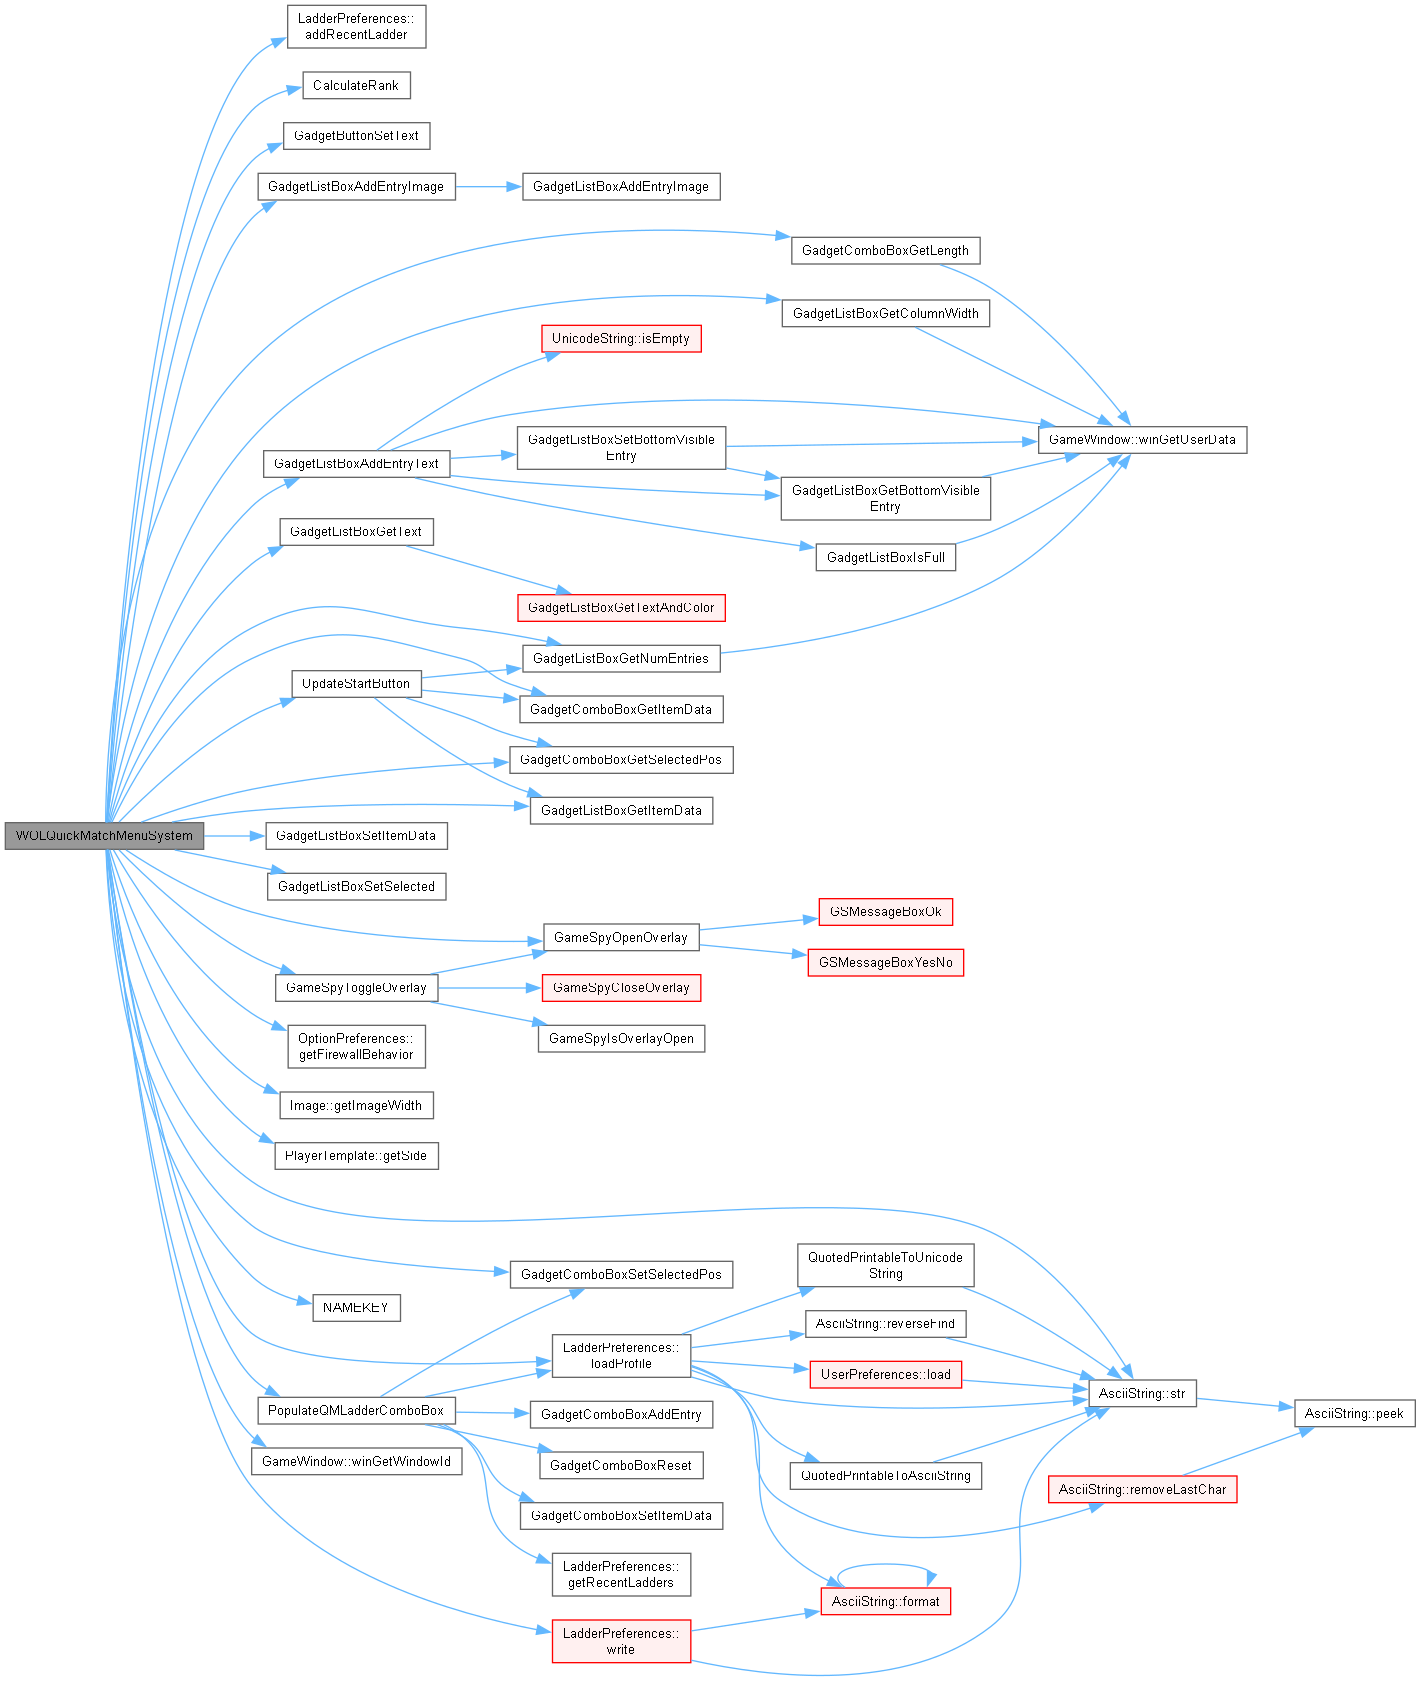 LadderPreferences::
addRecentLadder
CalculateRank
GadgetButtonSetText
GadgetListBoxAddEntryImage
GadgetListBoxAddEntryImage
GadgetComboBoxGetLength
GadgetListBoxGetColumnWidth
UnicodeString::isEmpty
GadgetListBoxSetBottomVisible
Entry
GameWindow::winGetUserData
GadgetListBoxAddEntryText
GadgetListBoxGetBottomVisible
Entry
GadgetListBoxGetText
GadgetListBoxIsFull
GadgetListBoxGetTextAndColor
GadgetListBoxGetNumEntries
UpdateStartButton
GadgetComboBoxGetItemData
GadgetComboBoxGetSelectedPos
GadgetListBoxGetItemData
WOLQuickMatchMenuSystem
GadgetListBoxSetItemData
GadgetListBoxSetSelected
GSMessageBoxOk
GameSpyOpenOverlay
GSMessageBoxYesNo
GameSpyToggleOverlay
GameSpyCloseOverlay
GameSpyIsOverlayOpen
OptionPreferences::
getFirewallBehavior
Image::getImageWidth
PlayerTemplate::getSide
QuotedPrintableToUnicode
String
GadgetComboBoxSetSelectedPos
NAMEKEY
AsciiString::reverseFind
LadderPreferences::
loadProfile
UserPreferences::load
AsciiString::str
PopulateQMLadderComboBox
GadgetComboBoxAddEntry
AsciiString::peek
GameWindow::winGetWindowId
GadgetComboBoxReset
QuotedPrintableToAsciiString
AsciiString::removeLastChar
GadgetComboBoxSetItemData
LadderPreferences::
getRecentLadders
AsciiString::format
LadderPreferences::
write